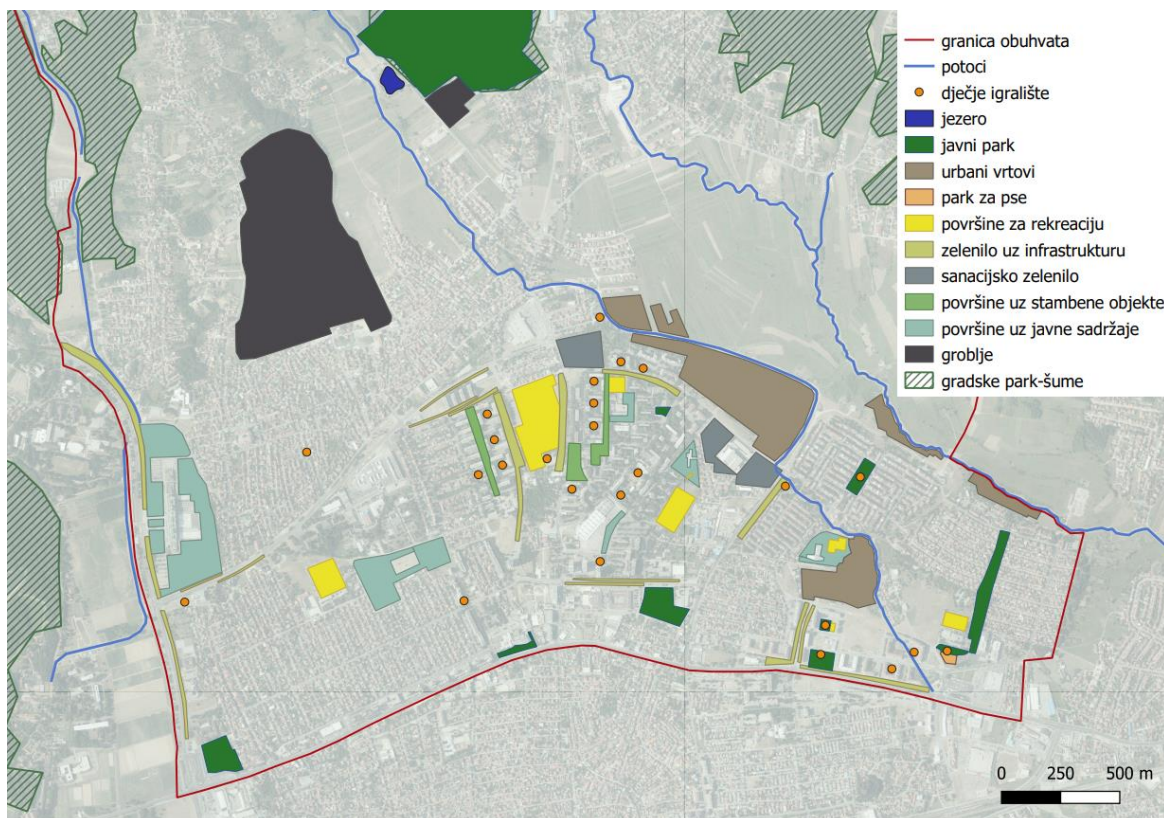 granica obuhvata
potoci
dječje igralište
jezero
javni park
urbani vrtovi
park za pse
površine za rekreaciju
zelenilo uz infrastrukturu
sanacijsko zelenilo
površine uz stambene objekte
površine uz javne sadržaje
groblje
gradske park-šume
0 250 500 m